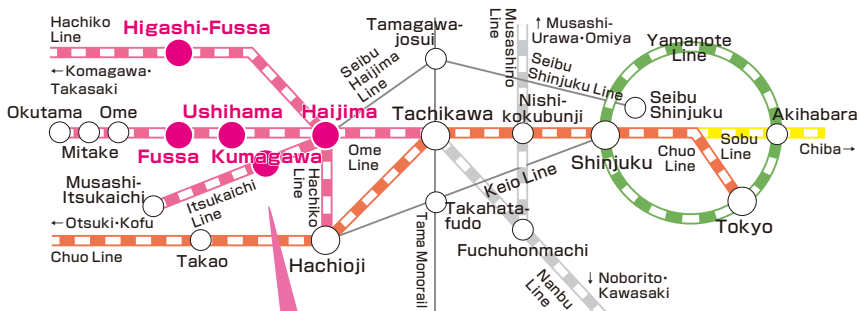 Hachiko
Line
Higashi-Fussa
←Komagawa・
Takasaki
Tamagawa-
josui
Musashino
Line
↑Musashi-
Urawa・Omiya
Yamanote
Line
Seibu
Haijima
Line
Seibu
Shinjuku Line
Seibu
Shinjuku
Okutama
Ome
Mitake
Ushihama
Fussa
Haijima
Kumagawa
Ome
Line
Tachikawa
Nishi-
kokubunji
Shinjuku
Akihabara
Sobu
Line
Chiba→
Chuo
Line
Tokyo
Musashi-
Itsukaichi
Itsukaichi
Line
Hachiko
Line
Keio Line
Takahata-
fudo
Fuchuhonmachi
←Otsuki・Kofu
Chuo Line
Takao
Hachioji
Tama Monorail
Nanbu
Line
↓Noborito・
Kawasaki